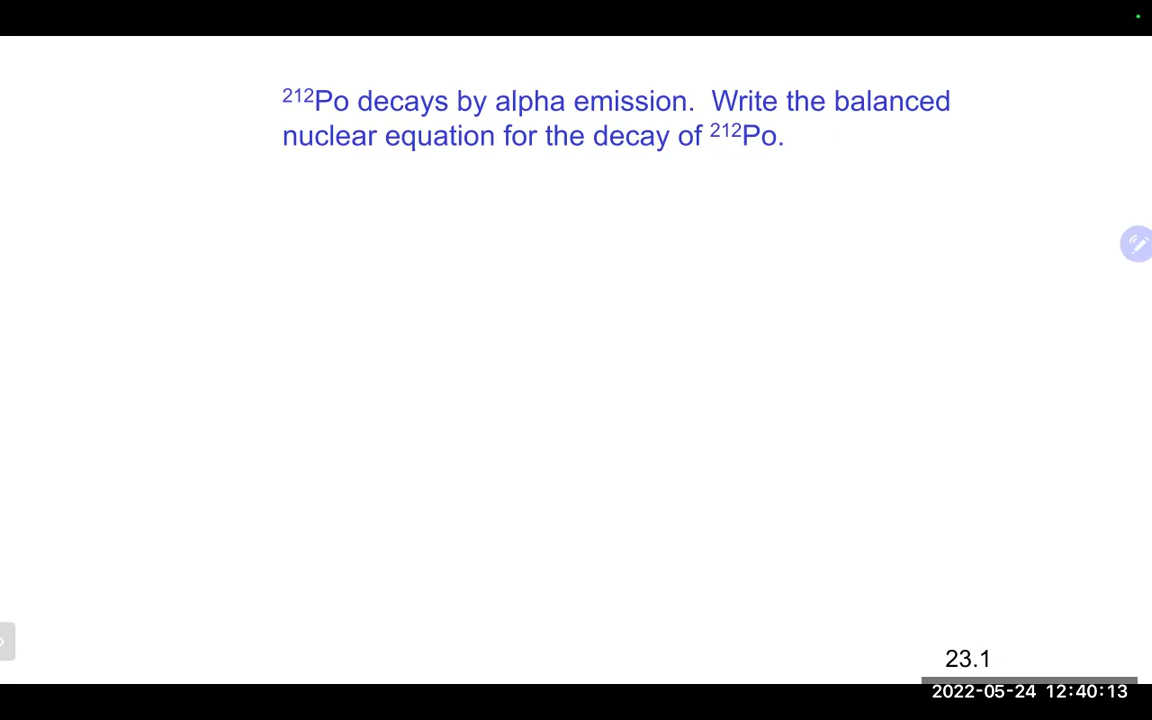 ²¹²Po decays by alpha emission.  Write the balanced
nuclear equation for the decay of ²¹²Po.
23.1
2022-05-24 12:40:13